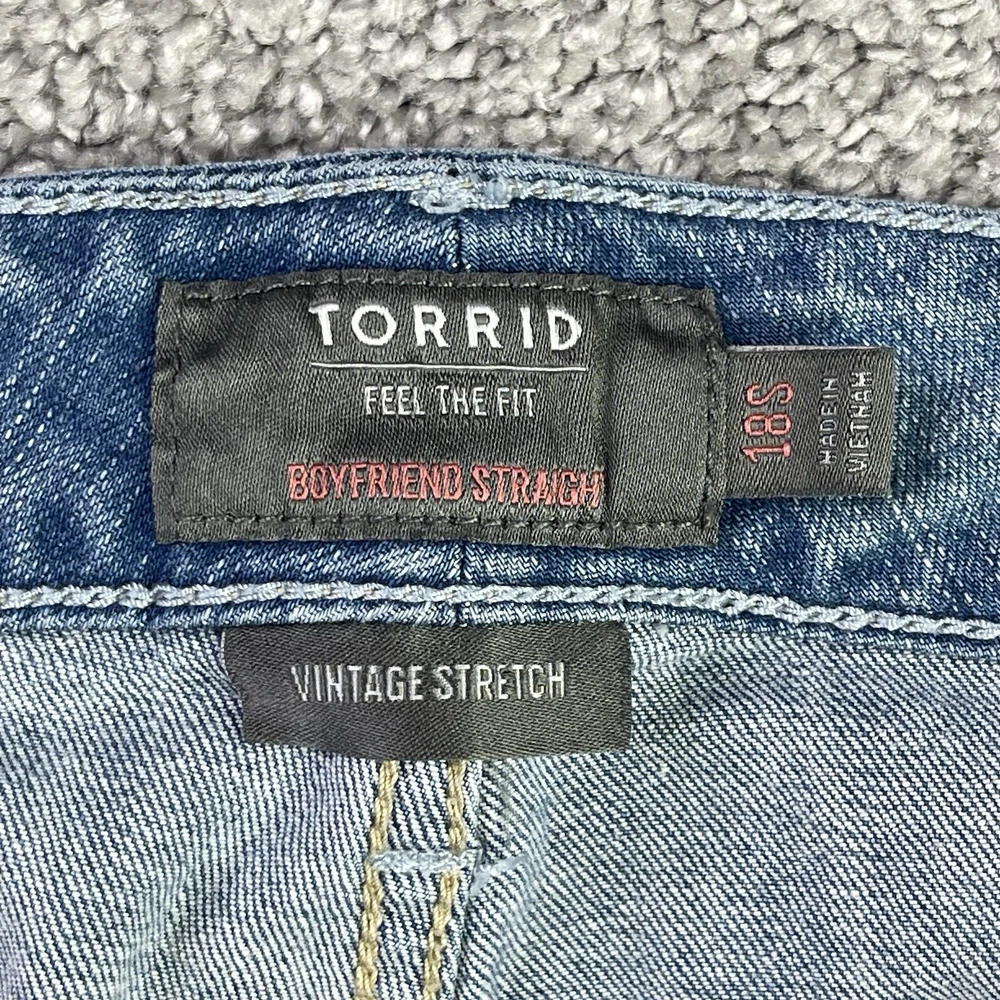 TORRID
FEEL THE FIT
BOYFRIEND STRAIGH
18S
MADE IN
VIETNAM
VINTAGE STRETCH